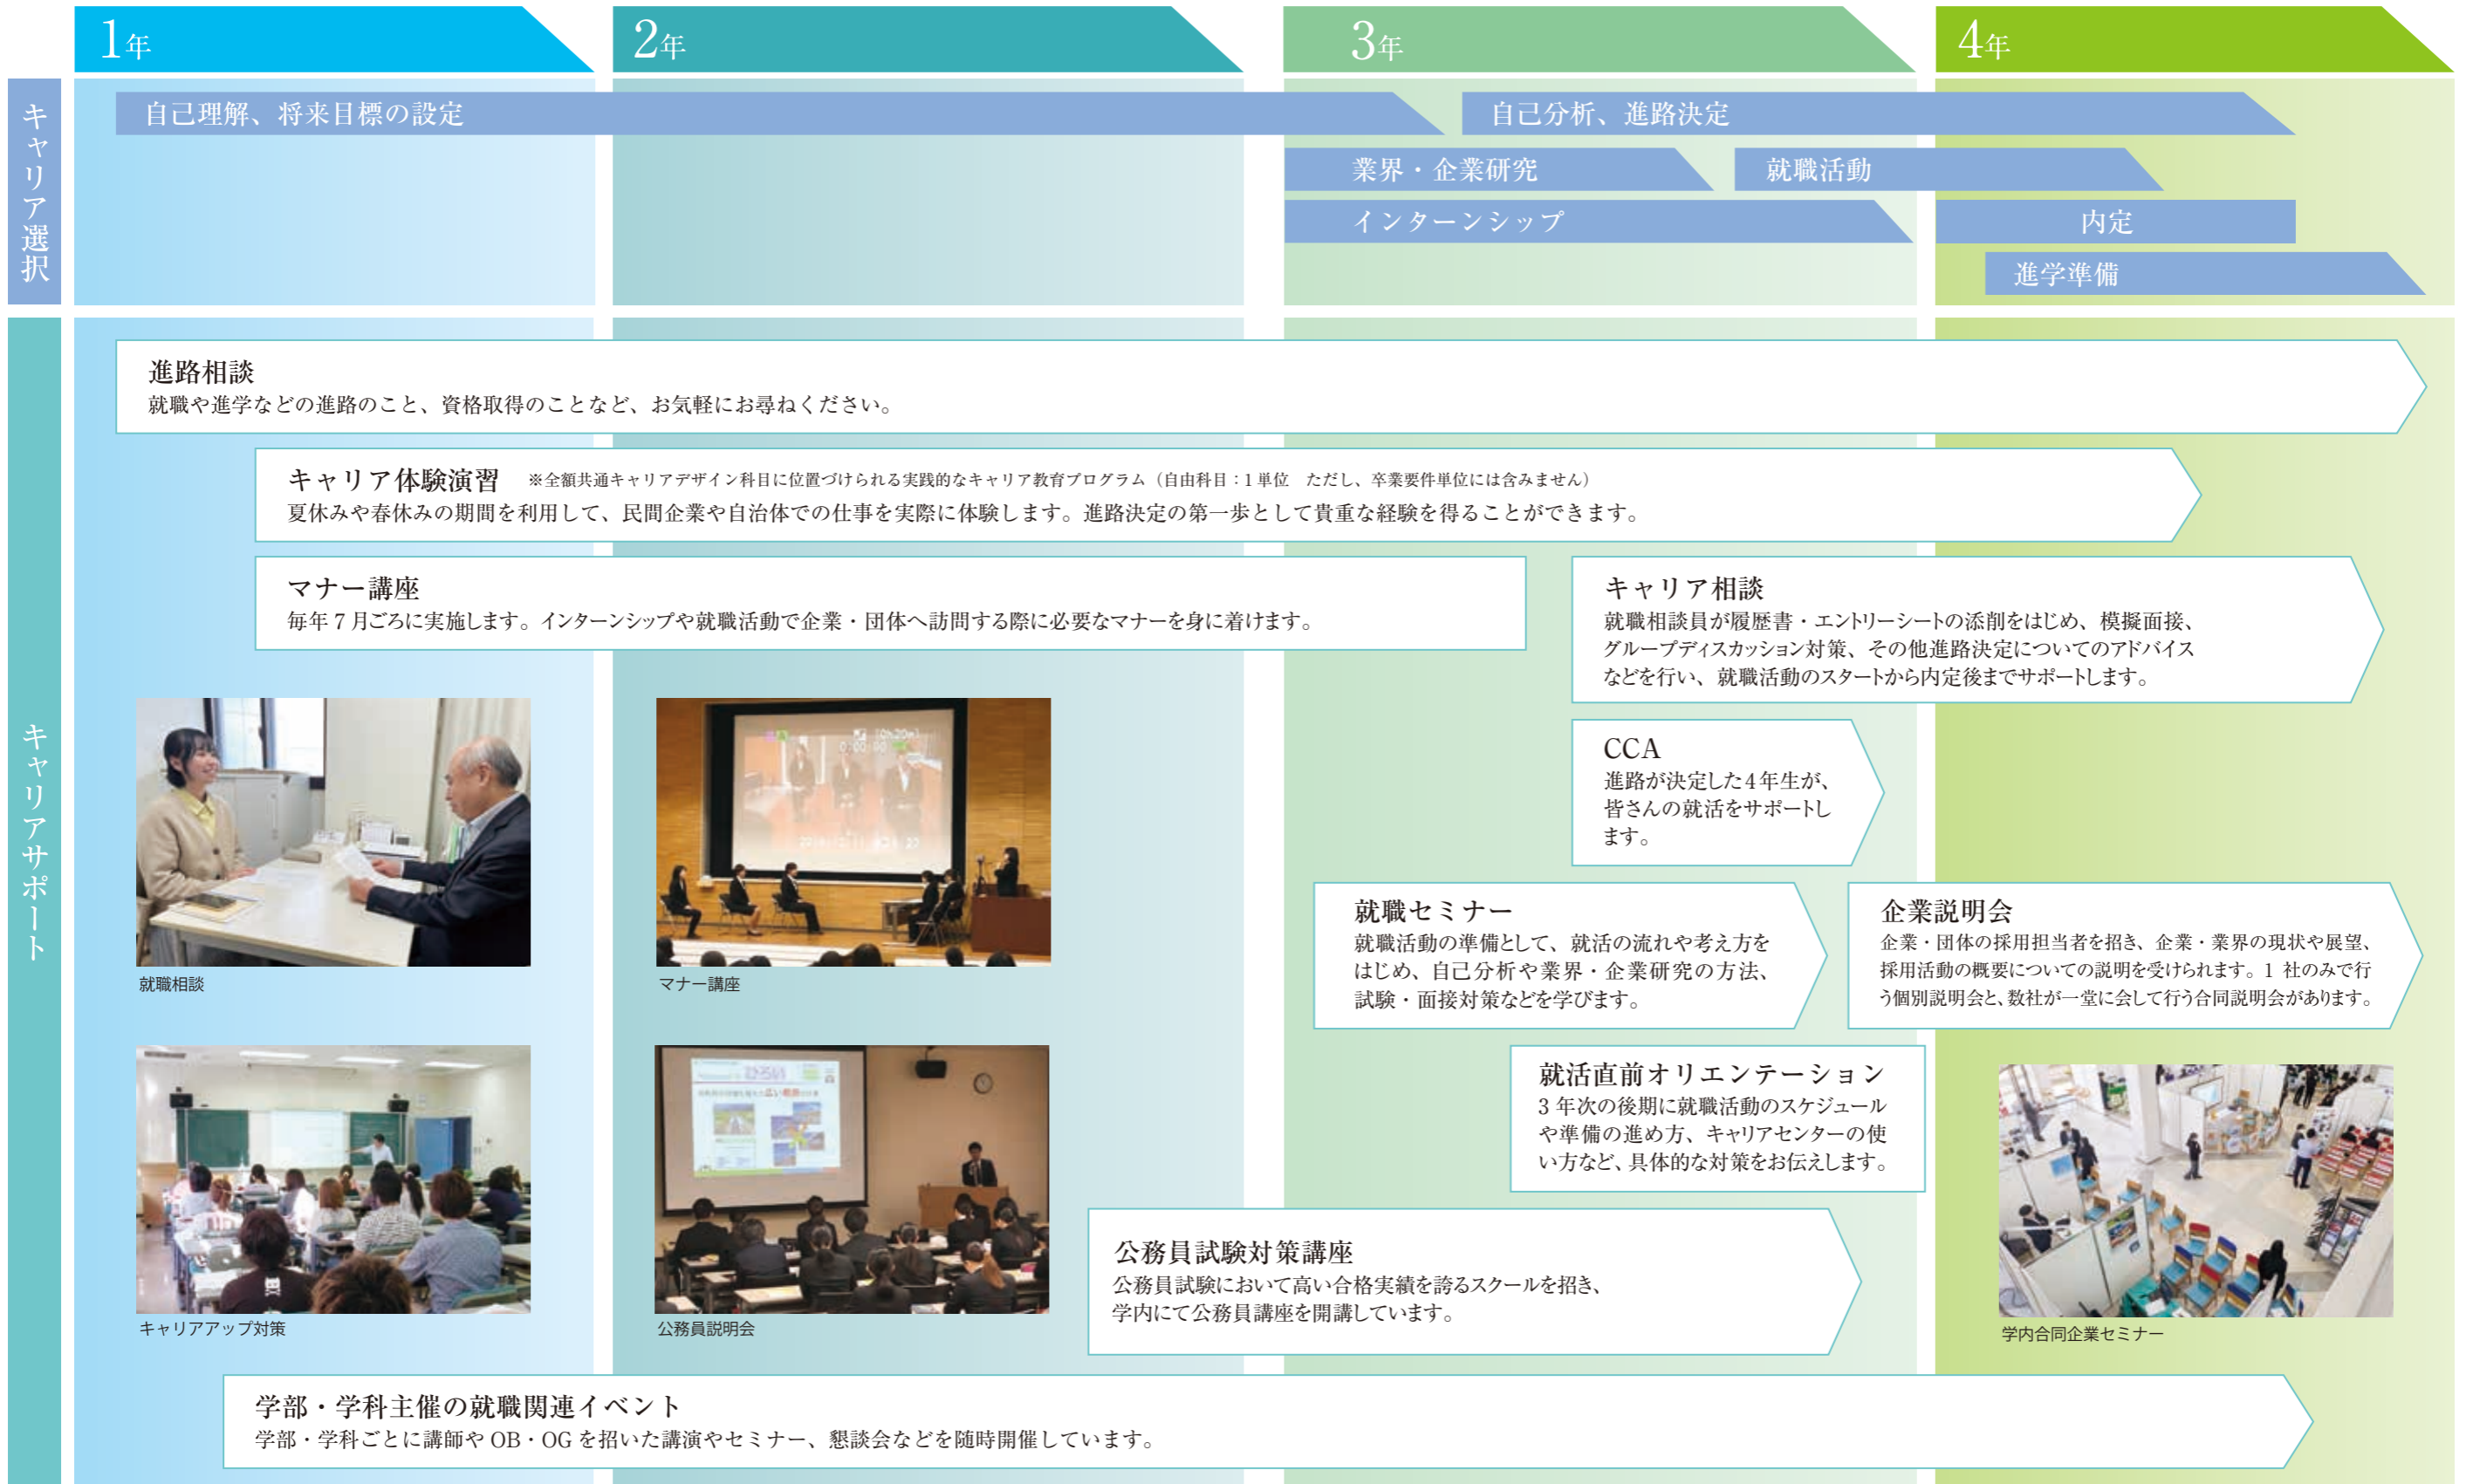 1年
2年
3年
4年
キャリア選択
自己理解、将来目標の設定
自己分析、進路決定
業界・企業研究
就職活動
インターンシップ
内定
進学準備
キャリアサポート
進路相談
就職や進学などの進路のこと、資格取得のことなど、お気軽にお尋ねください。
キャリア体験演習 ※全額共通キャリアデザイン科目に位置づけられる実践的なキャリア教育プログラム（自由科目：1単位　ただし、卒業要件単位には含みません）
夏休みや春休みの期間を利用して、民間企業や自治体での仕事を実際に体験します。進路決定の第一歩として貴重な経験を得ることができます。
マナー講座
毎年７月ごろに実施します。インターンシップや就職活動で企業・団体へ訪問する際に必要なマナーを身に着けます。
キャリア相談
就職相談員が履歴書・エントリーシートの添削をはじめ、模擬面接、
グループディスカッション対策、その他進路決定についてのアドバイス
などを行い、就職活動のスタートから内定後までサポートします。
就職相談
マナー講座
CCA
進路が決定した4年生が、
皆さんの就活をサポートし
ます。
就職セミナー
就職活動の準備として、就活の流れや考え方を
はじめ、自己分析や業界・企業研究の方法、
試験・面接対策などを学びます。
企業説明会
企業・団体の採用担当者を招き、企業・業界の現状や展望、
採用活動の概要についての説明を受けられます。1 社のみで行
う個別説明会と、数社が一堂に会して行う合同説明会があります。
就活直前オリエンテーション
3 年次の後期に就職活動のスケジュール
や準備の進め方、キャリアセンターの使
い方など、具体的な対策をお伝えします。
キャリアアップ対策
ひろい
広い
公務員説明会
公務員試験対策講座
公務員試験において高い合格実績を誇るスクールを招き、
学内にて公務員講座を開講しています。
学内合同企業セミナー
学部・学科主催の就職関連イベント
学部・学科ごとに講師や OB・OG を招いた講演やセミナー、懇談会などを随時開催しています。